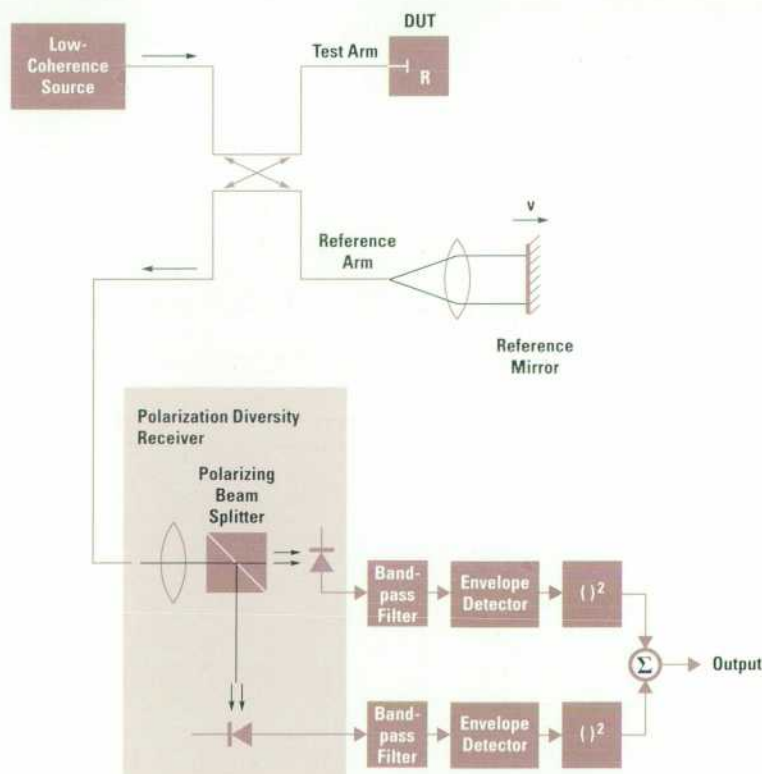 DUT
Low-
Coherence
Source
Test Arm
R
v
Reference
Arm
Reference
Mirror
Polarization Diversity
Receiver
Polarizing
Beam
Splitter
Band-
pass
Filter
Envelope
Detector
( )²
Σ
Output
Band-
pass
Filter
Envelope
Detector
( )²